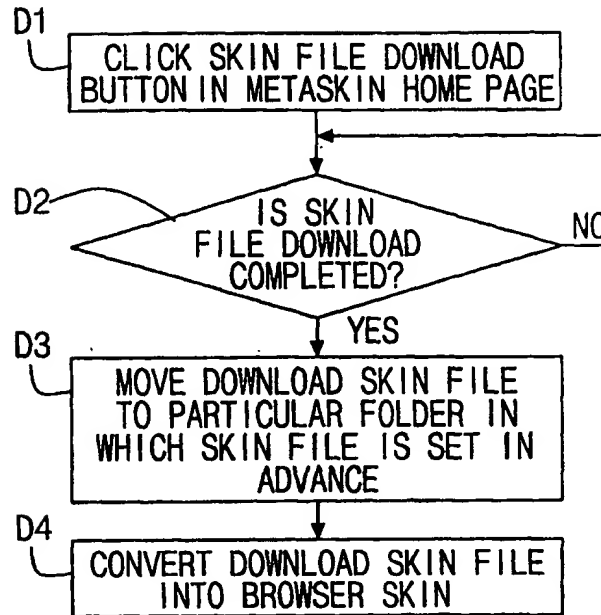 D1
CLICK SKIN FILE DOWNLOAD
BUTTON IN METASKIN HOME PAGE
D2
IS SKIN
FILE DOWNLOAD
COMPLETED?
NO
YES
D3
MOVE DOWNLOAD SKIN FILE
TO PARTICULAR FOLDER IN
WHICH SKIN FILE IS SET IN
ADVANCE
D4
CONVERT DOWNLOAD SKIN FILE
INTO BROWSER SKIN